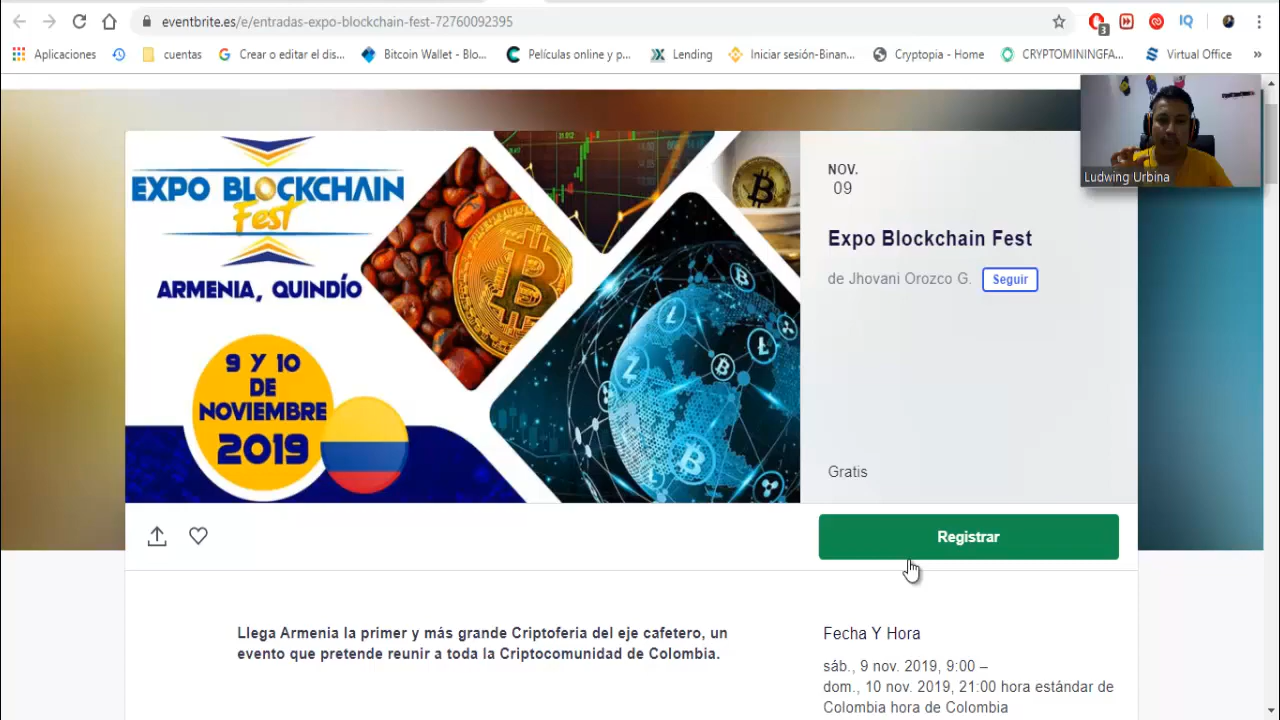 eventbrite.es/e/entradas-expo-blockchain-fest-72760092395
3
IQ
Aplicaciones
cuentas
Crear o editar el dis...
Bitcoin Wallet - Blo...
Películas online y p...
Lending
Iniciar sesión-Binan...
Cryptopia - Home
CRYPTOMININGFA...
Virtual Office
»
Ludwing Urbina
EXPO BLOCKCHAIN
Fest
ARMENIA, QUINDÍO
9 Y 10
DE
NOVIEMBRE
2019
NOV.
09
Expo Blockchain Fest
de Jhovani Orozco G.
Seguir
Gratis
Registrar
Llega Armenia la primer y más grande Criptoferia del eje cafetero, un
evento que pretende reunir a toda la Criptocomunidad de Colombia.
Fecha Y Hora
sáb., 9 nov. 2019, 9:00 –
dom., 10 nov. 2019, 21:00 hora estándar de
Colombia hora de Colombia